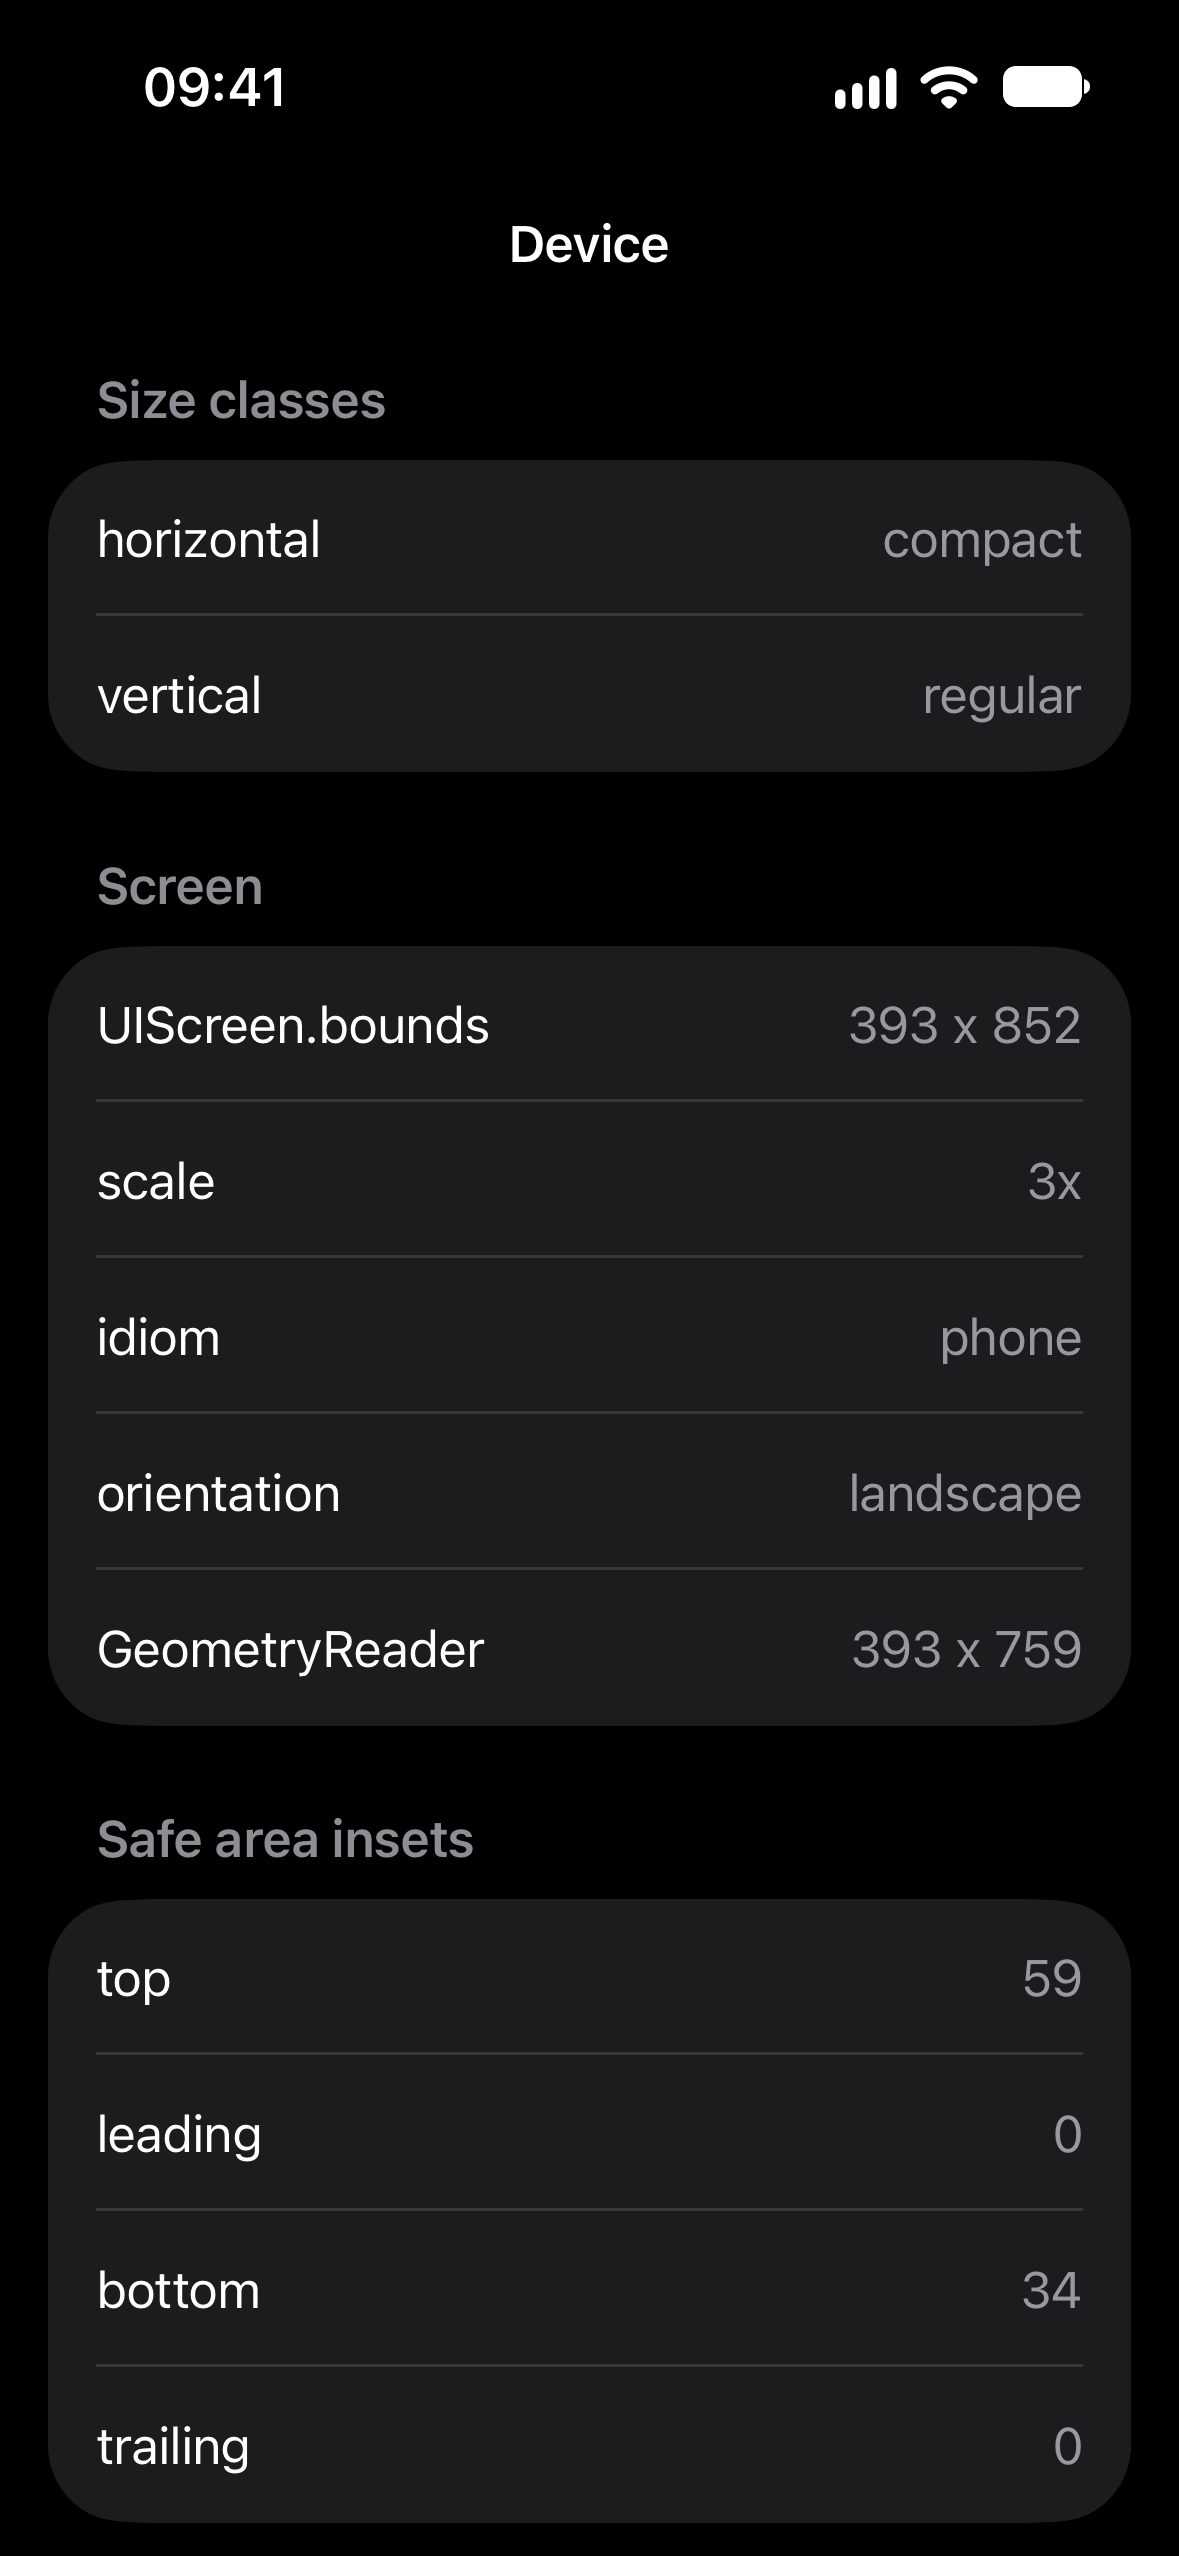 09:41
Device
Size classes
horizontal compact
vertical regular
Screen
UIScreen.bounds 393 x 852
scale 3x
idiom phone
orientation landscape
GeometryReader 393 x 759
Safe area insets
top 59
leading 0
bottom 34
trailing 0